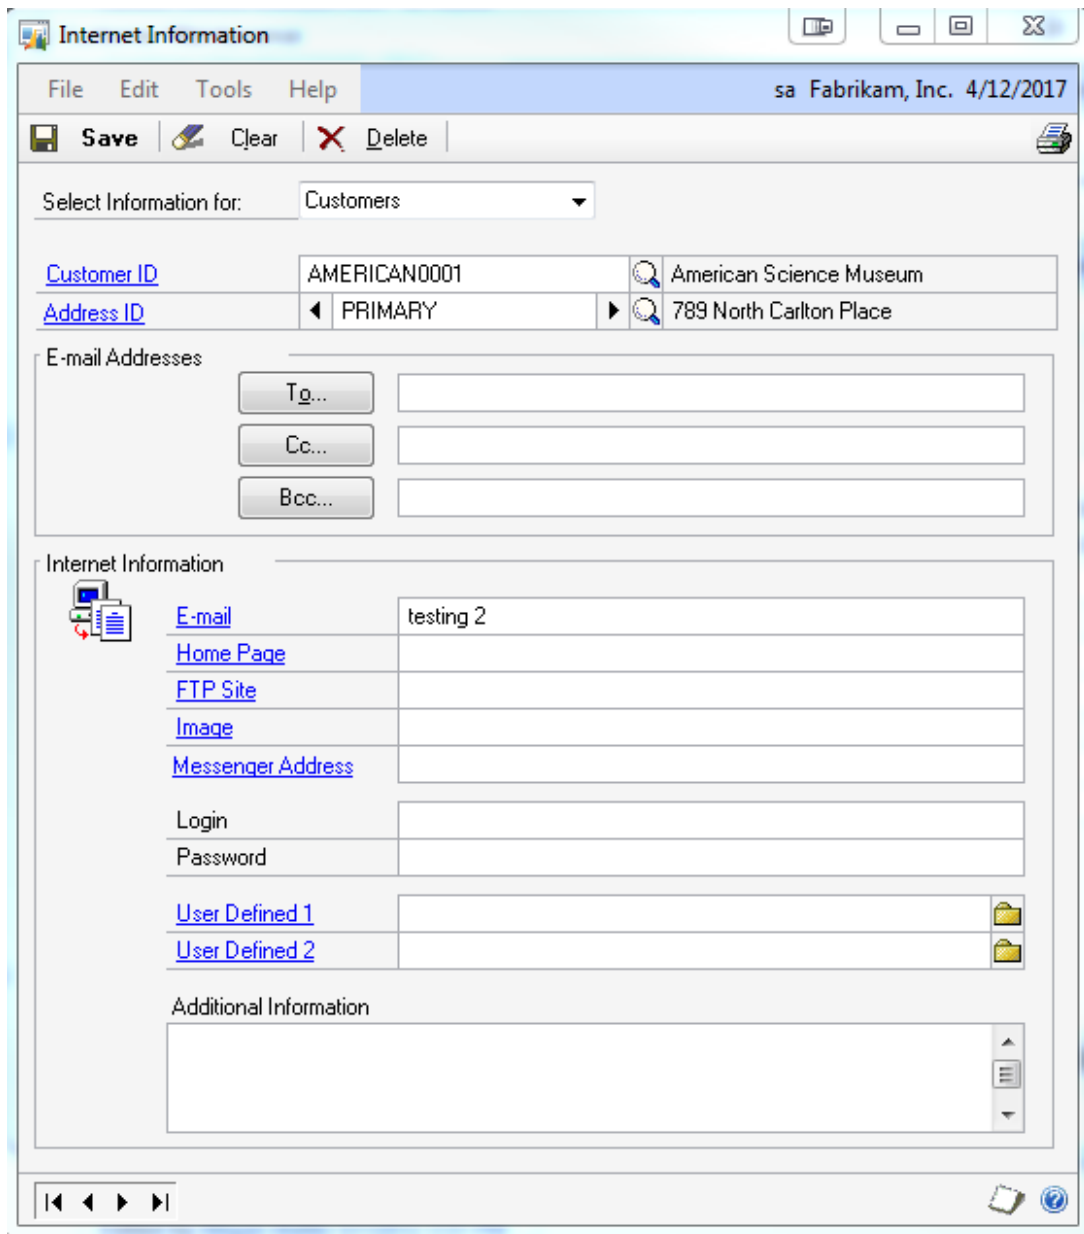 Internet Information
File Edit Tools Help sa Fabrikam, Inc. 4/12/2017
Save Clear Delete
Select Information for: Customers
Customer ID AMERICAN0001 American Science Museum
Address ID PRIMARY 789 North Carlton Place
E-mail Addresses
To...
Cc...
Bcc...
Internet Information
E-mail testing 2
Home Page
FTP Site
Image
Messenger Address
Login
Password
User Defined 1
User Defined 2
Additional Information